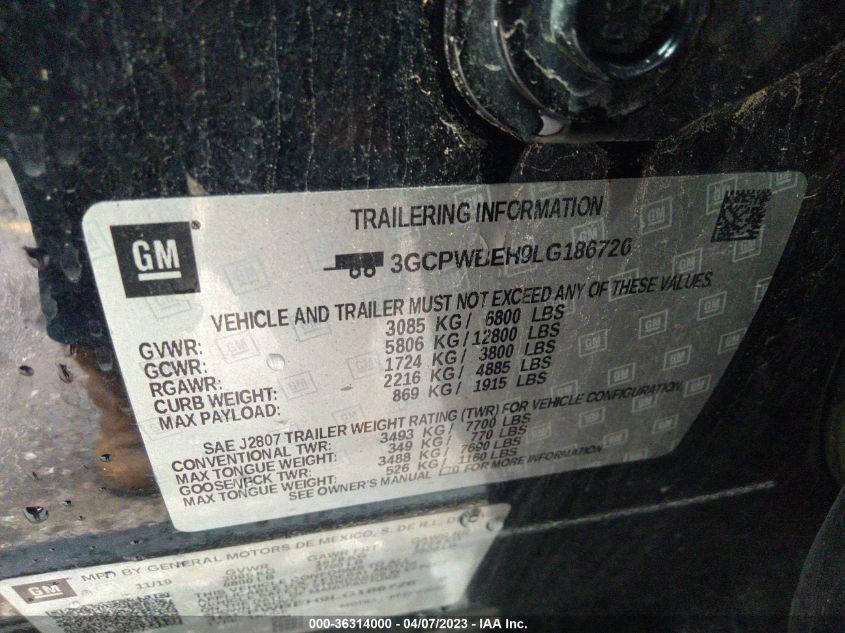 GM
TRAILERING INFORMATION
3GCPWBEH9LG186726
VEHICLE AND TRAILER MUST NOT EXCEED ANY OF THESE VALUES.
GVWR: 3085 KG / 6800 LBS
GCWR: 5806 KG / 12800 LBS
RGAWR: 1724 KG / 3800 LBS
CURB WEIGHT: 2216 KG / 4885 LBS
MAX PAYLOAD: 869 KG / 1915 LBS
SAE J2807 TRAILER WEIGHT RATING (TWR) FOR VEHICLE CONFIGURATION.
CONVENTIONAL TWR: 3493 KG / 7700 LBS
MAX TONGUE WEIGHT: 349 KG / 770 LBS
GOOSENECK TWR: 3488 KG / 7690 LBS
MAX TONGUE WEIGHT: 526 KG / 1160 LBS
SEE OWNER'S MANUAL FOR MORE INFORMATION
GM
MFD BY GENERAL MOTORS DE MEXICO, S. DE R.L. D
11/19
GVWR
GAWR FRT
000-36314000 - 04/07/2023 - IAA Inc.